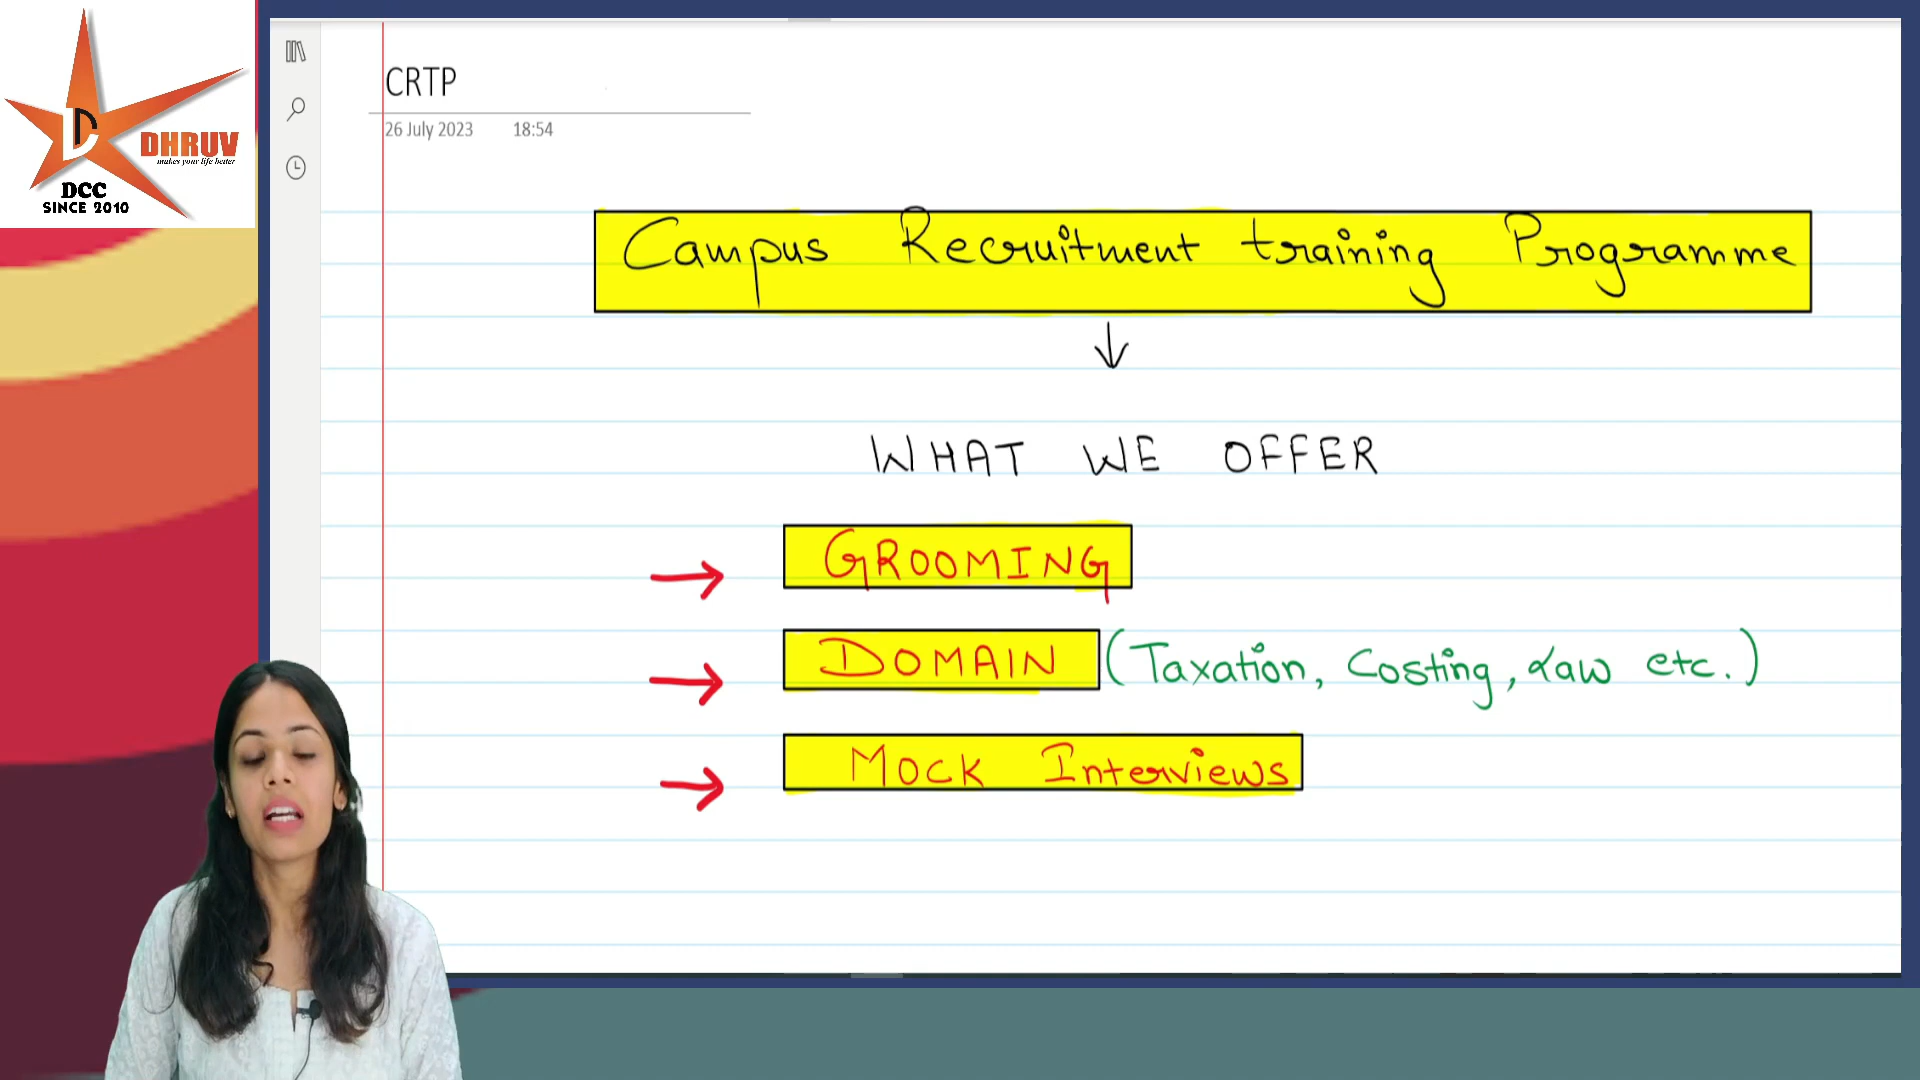 DHRUV
makes your life better
DCC
SINCE 2010
CRTP
26 July 2023 18:54
Campus Recruitment training Programme
WHAT WE OFFER
GROOMING
DOMAIN (Taxation, Costing, Law etc.)
Mock Interviews